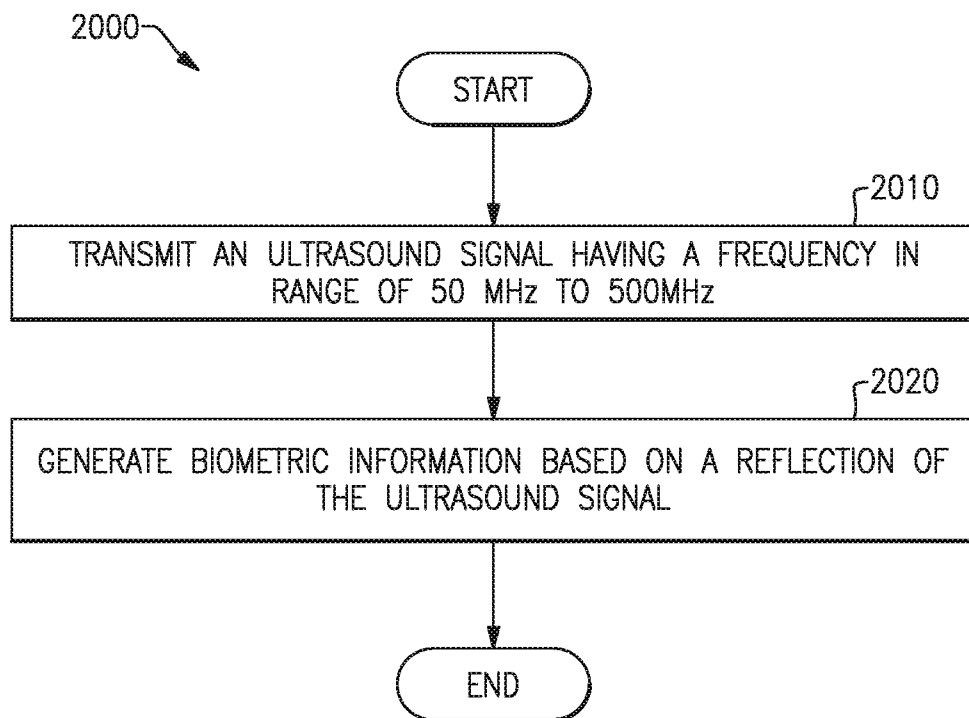 2000
START
2010
TRANSMIT AN ULTRASOUND SIGNAL HAVING A FREQUENCY IN
RANGE OF 50 MHz TO 500MHz
2020
GENERATE BIOMETRIC INFORMATION BASED ON A REFLECTION OF
THE ULTRASOUND SIGNAL
END